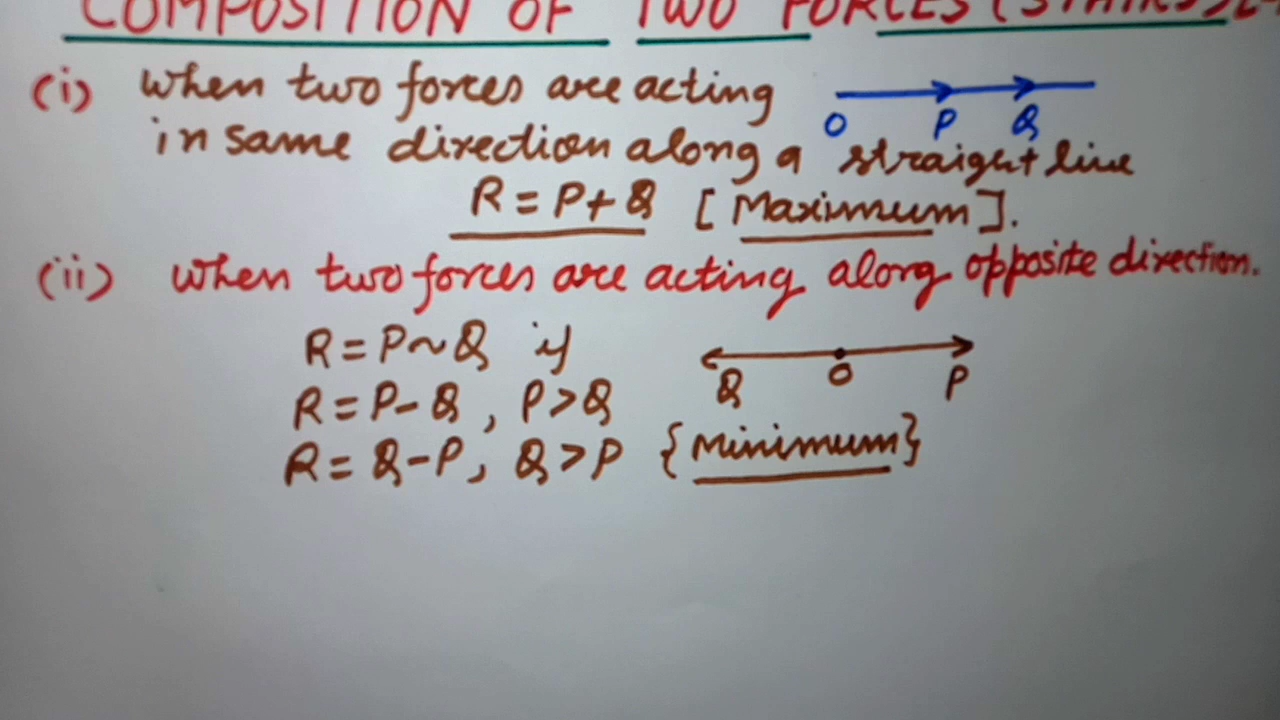 COMPOSITION OF TWO FORCES (STATICS)
(i) When two forces are acting
O P Q
in same direction along a straight line
R = P + Q [Maximum].
(ii) When two forces are acting along opposite direction.
R = P ~ Q if
Q O P
R = P - Q , P > Q
R = Q - P , Q > P {Minimum}